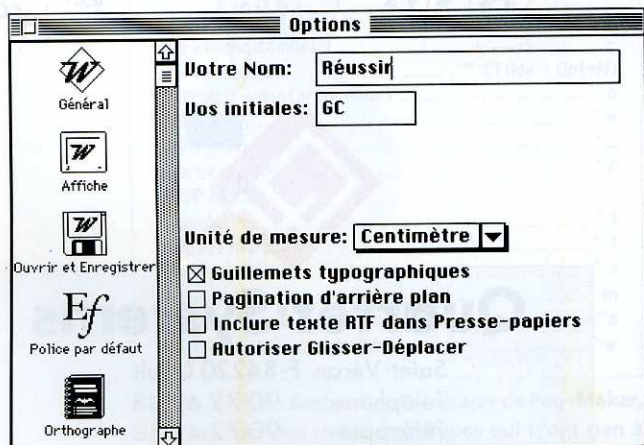 Options
Général
Affiche
Ouvrir et Enregistrer
Police par défaut
Orthographe
Votre Nom: Réussir
Vos initiales: GC
Unité de mesure: Centimètre
Guillemets typographiques
Pagination d'arrière plan
Inclure texte RTF dans Presse-papiers
Autoriser Glisser-Déplacer